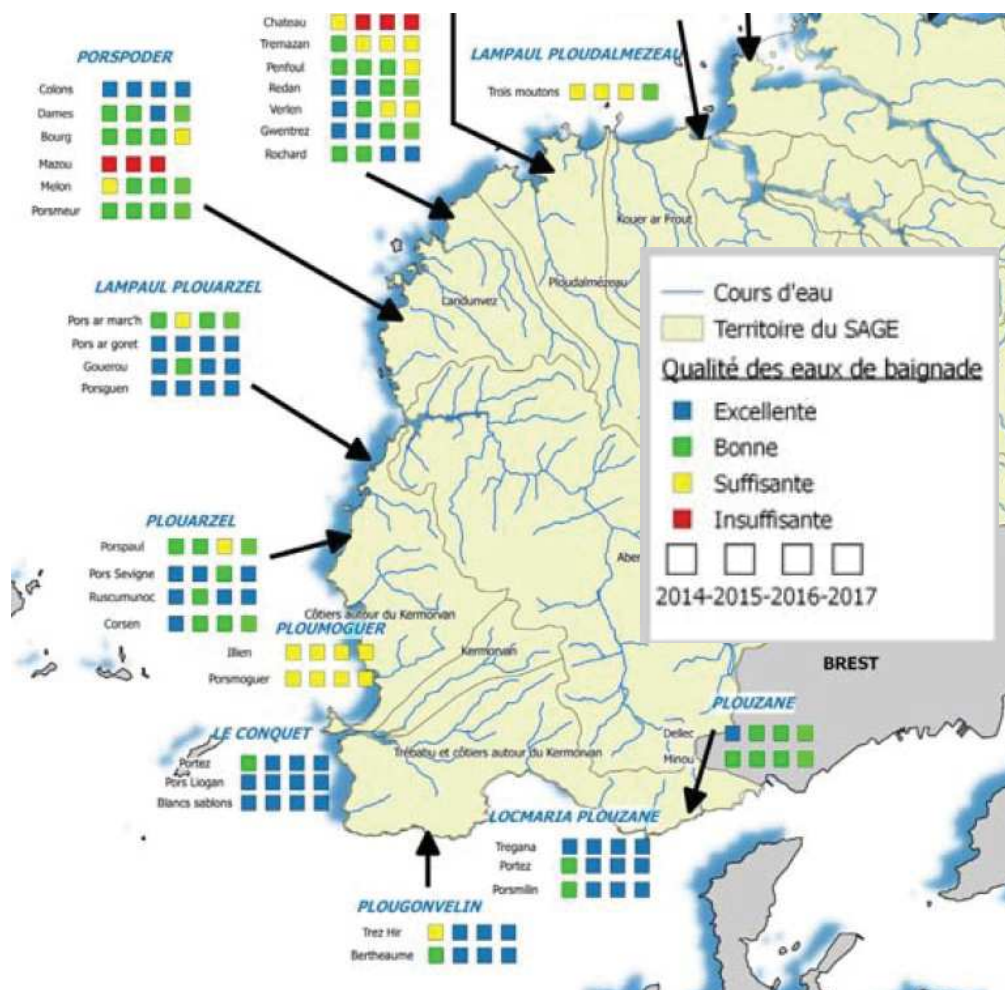 PORSPODER
Colons
Dames
Bourg
Mazou
Melon
Porsmeur
Chateau
Tremazan
Penfoul
Redan
Verlen
Gwentrez
Rochard
LAMPAUL PLOUDALMEZEAU
Trois moutons
Kouer ar Frout
Ploudalmézeau
Landunvez
LAMPAUL PLOUARZEL
Pors ar marc'h
Pors ar goret
Gouerou
Porsguen
Cours d'eau
Territoire du SAGE
Qualité des eaux de baignade
Excellente
Bonne
Suffisante
Insuffisante
2014-2015-2016-2017
PLOUARZEL
Porspaul
Pors Sevigne
Ruscumunoc
Corsen
Aber
Côtiers autour du Kermorvan
PLOUMOGUER
Illien
Porsmoguer
Kermorvan
BREST
PLOUZANE
Dellec
Minou
LE CONQUET
Portez
Pors Liogan
Blancs sablons
Trébabu et côtiers autour du Kermorvan
LOCMARIA PLOUZANE
Tregana
Portez
Porsmilin
PLOUGONVELIN
Trez Hir
Bertheaume